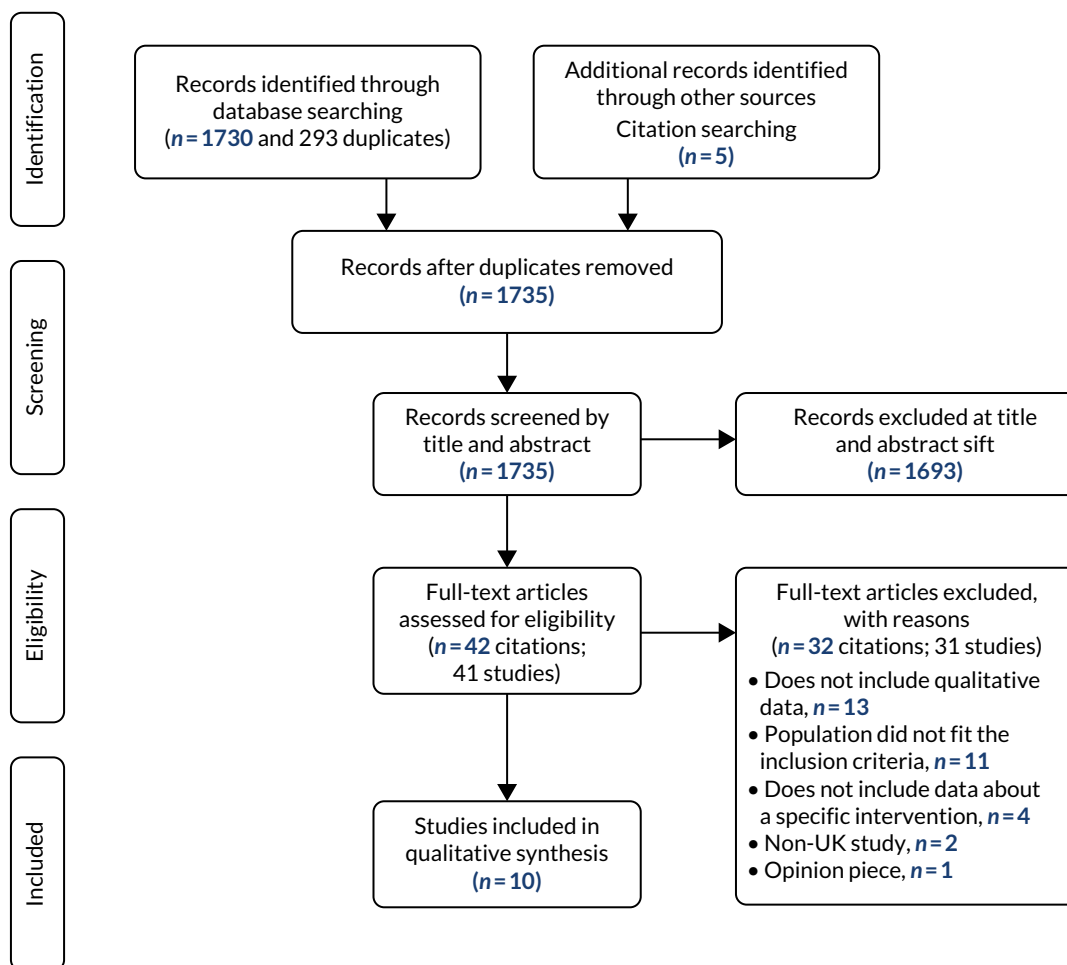 Identification
Records identified through
database searching
(n=1730 and 293 duplicates)
Additional records identified
through other sources
Citation searching
(n=5)
Screening
Records after duplicates removed
(n=1735)
Records screened by
title and abstract
(n=1735)
Records excluded at title
and abstract sift
(n=1693)
Eligibility
Full-text articles
assessed for eligibility
(n=42 citations;
41 studies)
Full-text articles excluded,
with reasons
(n=32 citations; 31 studies)
• Does not include qualitative
data, n=13
• Population did not fit the
inclusion criteria, n=11
• Does not include data about
a specific intervention, n=4
• Non-UK study, n=2
• Opinion piece, n=1
Included
Studies included in
qualitative synthesis
(n=10)